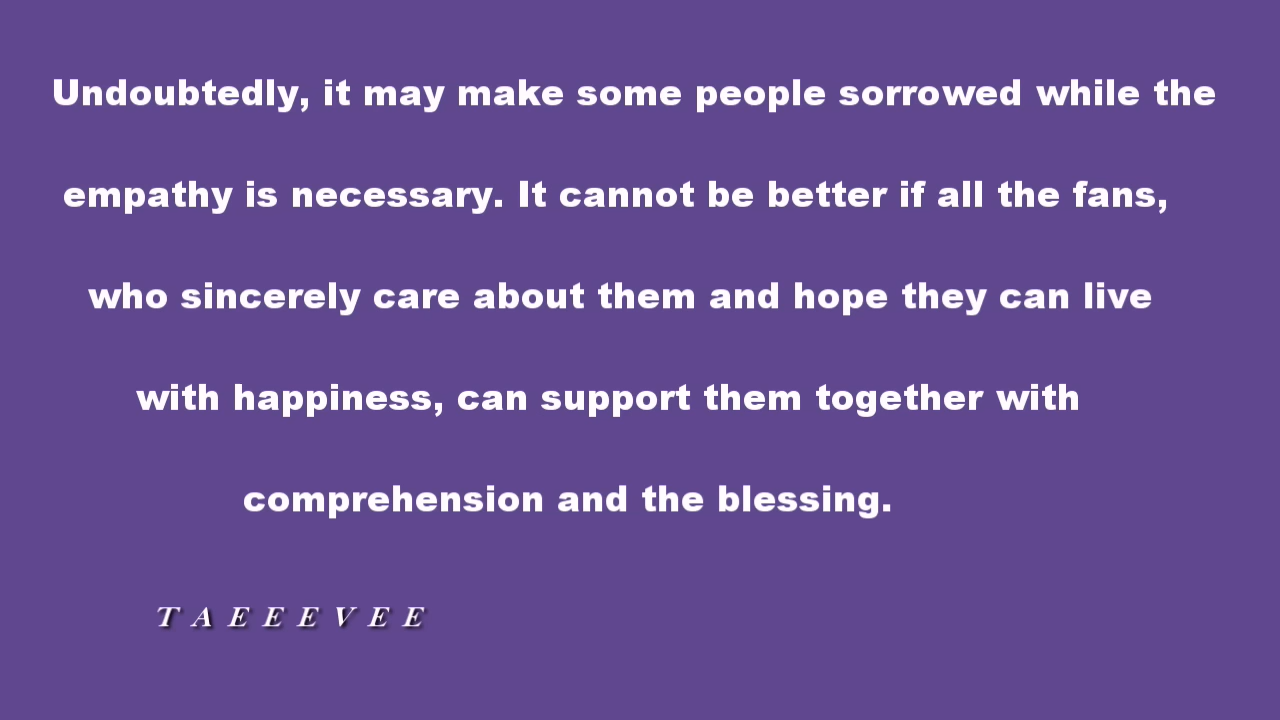 Undoubtedly, it may make some people sorrowed while the
empathy is necessary. It cannot be better if all the fans,
who sincerely care about them and hope they can live
with happiness, can support them together with
comprehension and the blessing.
T A E E E V E E